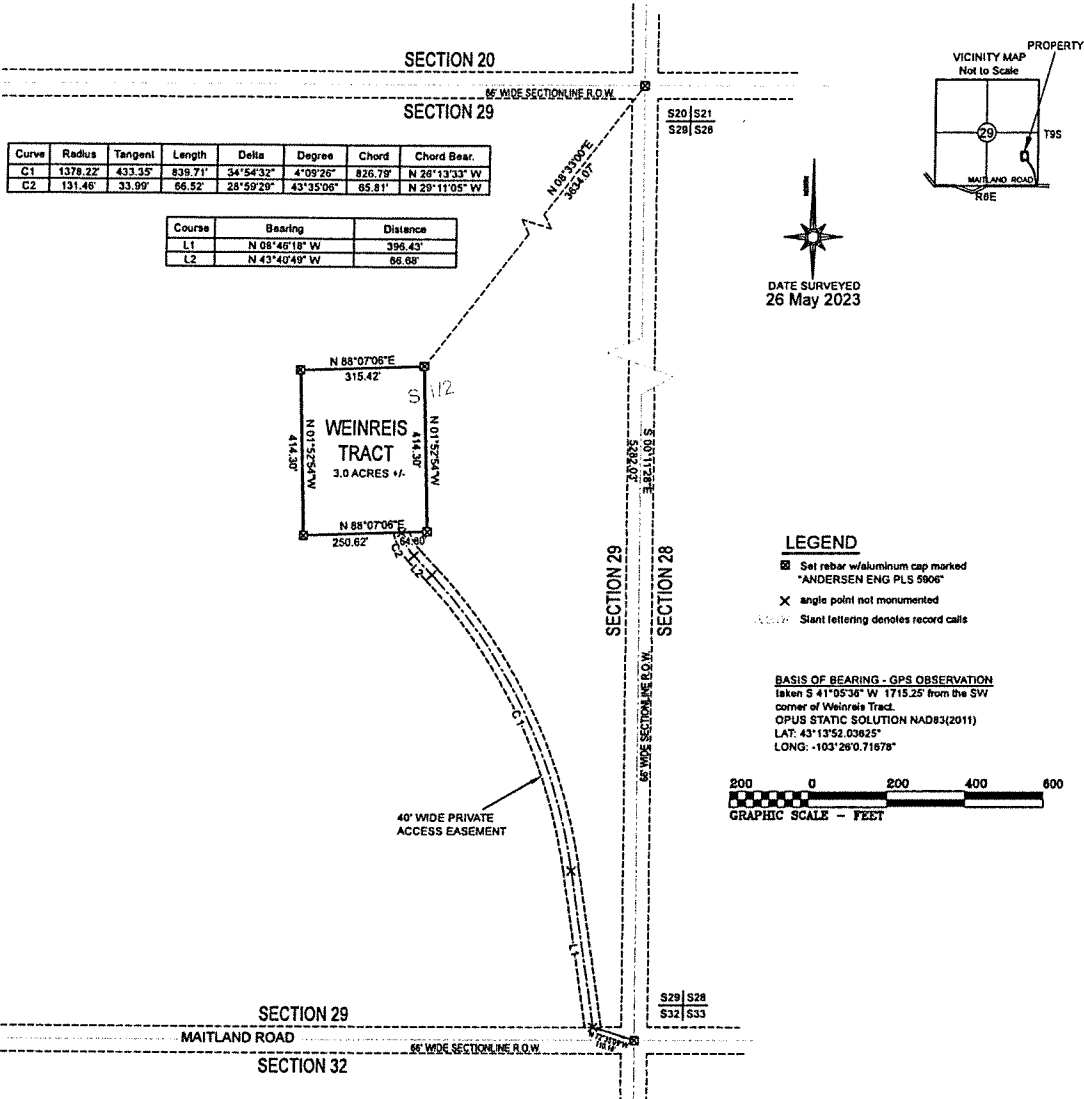 SECTION 20
66' WIDE SECTIONLINE R.O.W.
SECTION 29
S20 S21
S29 S28
PROPERTY
VICINITY MAP
Not to Scale
29
T9S
MAITLAND ROAD
R6E
Curve Radius Tangent Length Delta Degree Chord Chord Bear.
C1 1378.22' 433.35' 839.71' 34°54'32" 4°09'26" 826.79' N 26°13'33" W
C2 131.46' 33.99' 66.52' 28°59'29" 43°35'06" 65.81' N 29°11'05" W
Course Bearing Distance
L1 N 08°46'18" W 396.43'
L2 N 43°40'49" W 66.68'
N 08°33'00"E
3634.07'
DATE SURVEYED
26 May 2023
N 88°07'06"E
315.42'
S 1/2
WEINREIS
TRACT
3.0 ACRES +/-
N 01°52'54"W
414.30'
N 01°52'54"W
414.30'
N 88°07'06"E
250.62'
64.80'
C2
L2
C1
L1
S 00°11'28"E
5282.03'
SECTION 29
SECTION 28
66' WIDE SECTIONLINE R.O.W.
LEGEND
Set rebar w/aluminum cap marked
"ANDERSEN ENG PLS 5906"
angle point not monumented
Slant lettering denotes record calls
BASIS OF BEARING - GPS OBSERVATION
taken S 41°05'36" W 1715.25' from the SW
corner of Weinreis Tract.
OPUS STATIC SOLUTION NAD83(2011)
LAT: 43°13'52.03625"
LONG: -103°26'0.71678"
200 0 200 400 600
GRAPHIC SCALE - FEET
40' WIDE PRIVATE
ACCESS EASEMENT
SECTION 29
MAITLAND ROAD
66' WIDE SECTIONLINE R.O.W.
SECTION 32
S29 S28
S32 S33